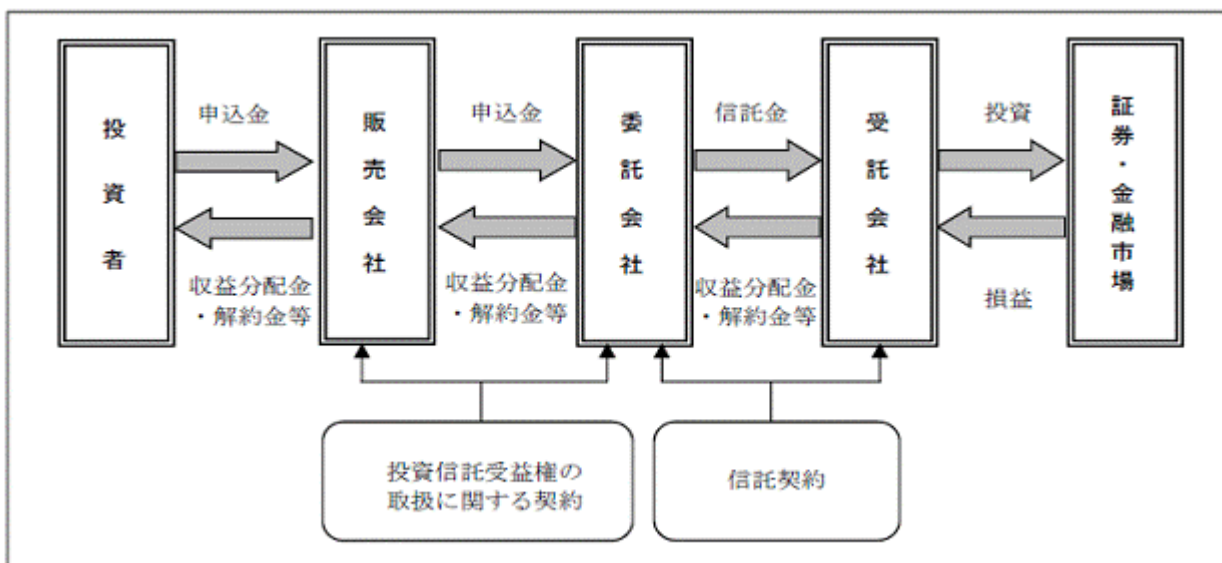 投資者
申込金
収益分配金
・解約金等
販売会社
申込金
収益分配金
・解約金等
委託会社
信託金
収益分配金
・解約金等
受託会社
投資
損益
証券・金融市場
投資信託受益権の
取扱に関する契約
信託契約